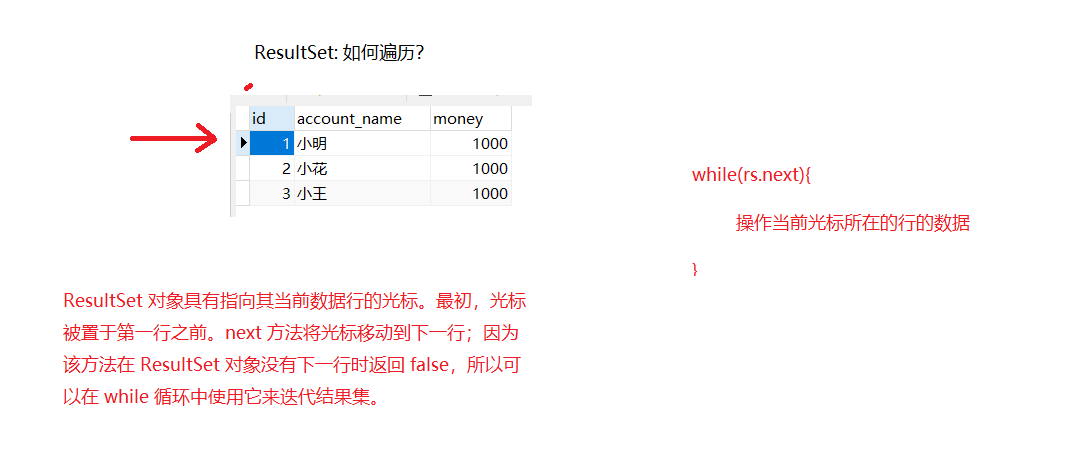 ResultSet: 如何遍历?
id account_name money
1 小明 1000
2 小花 1000
3 小王 1000
while(rs.next){
操作当前光标所在的行的数据
}
ResultSet 对象具有指向其当前数据行的光标。最初，光标
被置于第一行之前。next 方法将光标移动到下一行；因为
该方法在 ResultSet 对象没有下一行时返回 false，所以可
以在 while 循环中使用它来迭代结果集。